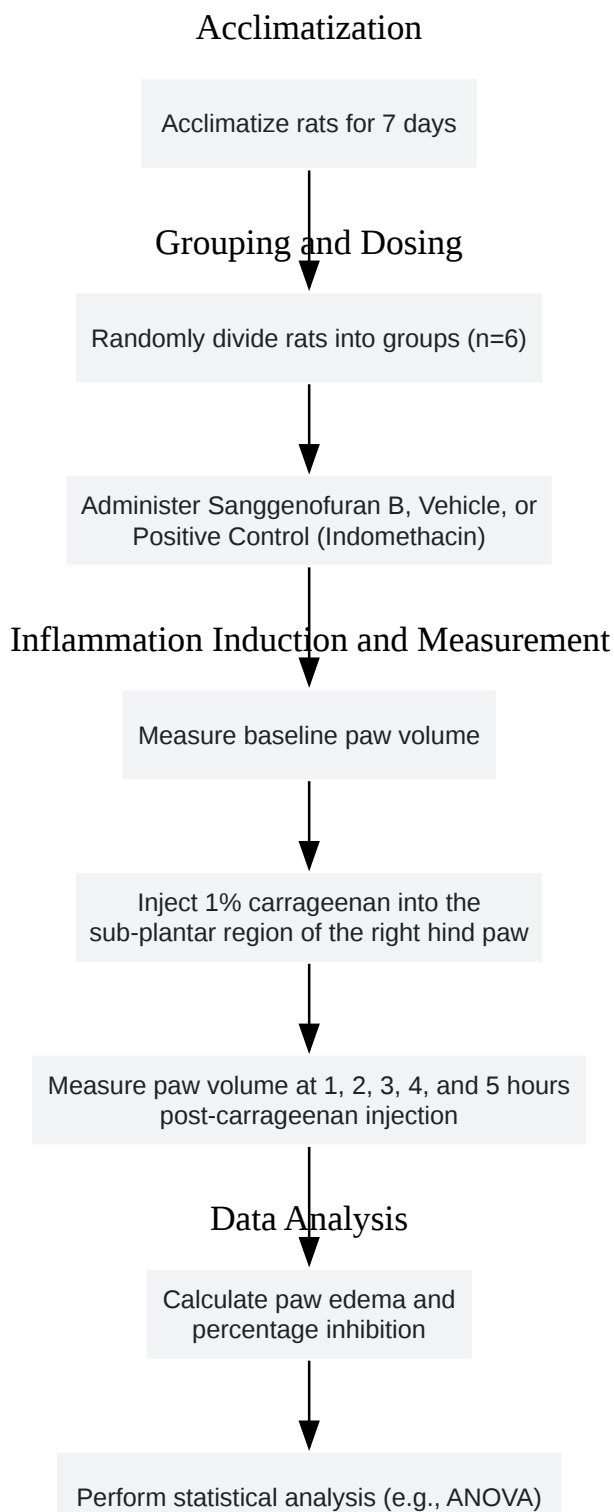 Acclimatization
Acclimatize rats for 7 days
Grouping and Dosing
Randomly divide rats into groups (n=6)
Administer Sanggenofuran B, Vehicle, or
Positive Control (Indomethacin)
Inflammation Induction and Measurement
Measure baseline paw volume
Inject 1% carrageenan into the
sub-plantar region of the right hind paw
Measure paw volume at 1, 2, 3, 4, and 5 hours
post-carrageenan injection
Data Analysis
Calculate paw edema and
percentage inhibition
Perform statistical analysis (e.g., ANOVA)